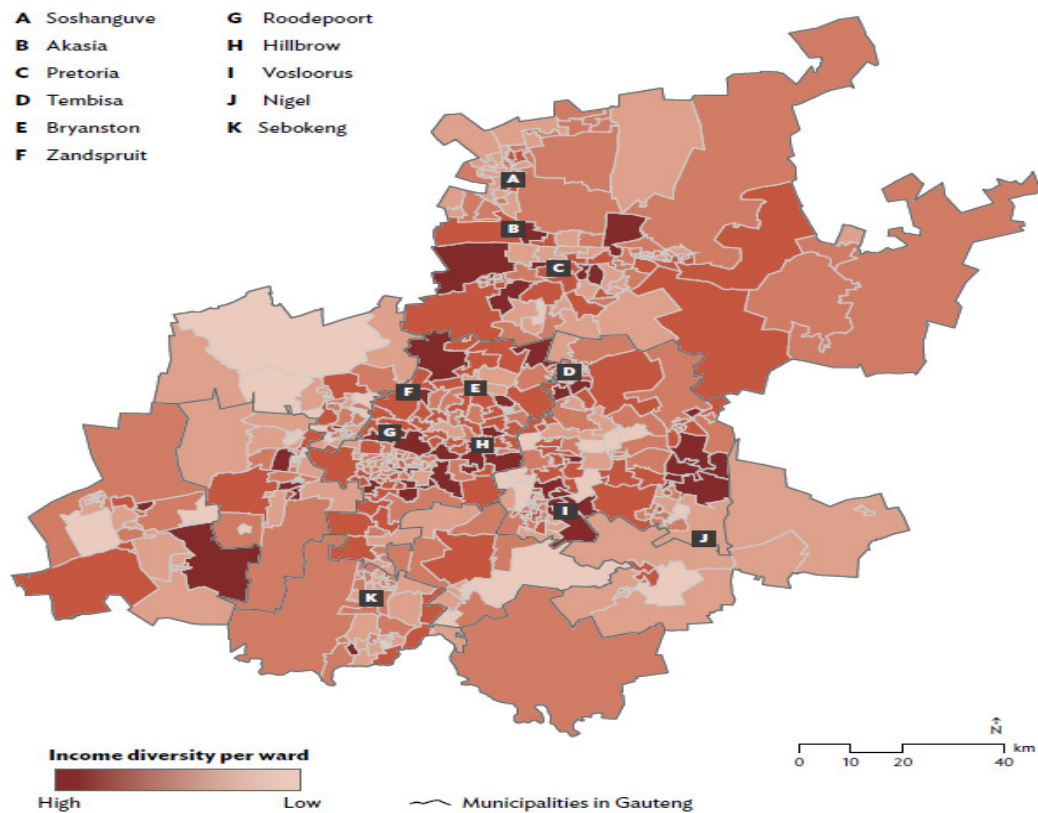 A Soshanguve
B Akasia
C Pretoria
D Tembisa
E Bryanston
F Zandspruit
G Roodepoort
H Hillbrow
I Vosloorus
J Nigel
K Sebokeng
A
B
C
D
F
E
G
H
I
J
K
Income diversity per ward
High Low
Municipalities in Gauteng
N
km
0 10 20 40